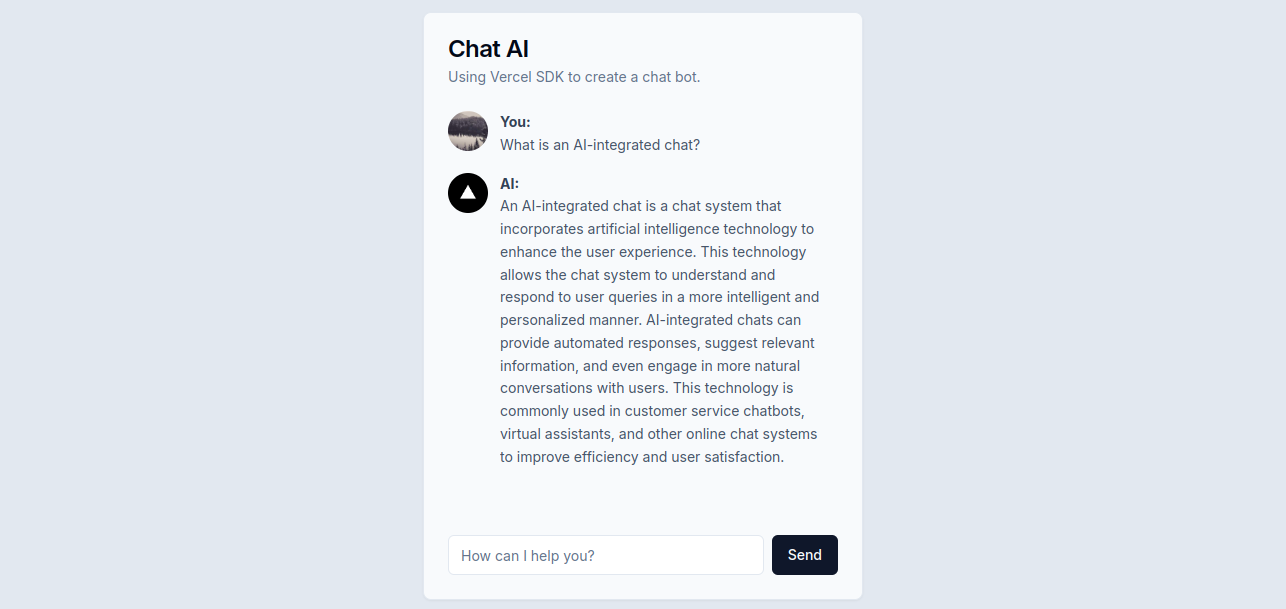 Chat AI
Using Vercel SDK to create a chat bot.
You:
What is an AI-integrated chat?
AI:
An AI-integrated chat is a chat system that
incorporates artificial intelligence technology to
enhance the user experience. This technology
allows the chat system to understand and
respond to user queries in a more intelligent and
personalized manner. AI-integrated chats can
provide automated responses, suggest relevant
information, and even engage in more natural
conversations with users. This technology is
commonly used in customer service chatbots,
virtual assistants, and other online chat systems
to improve efficiency and user satisfaction.
How can I help you?
Send